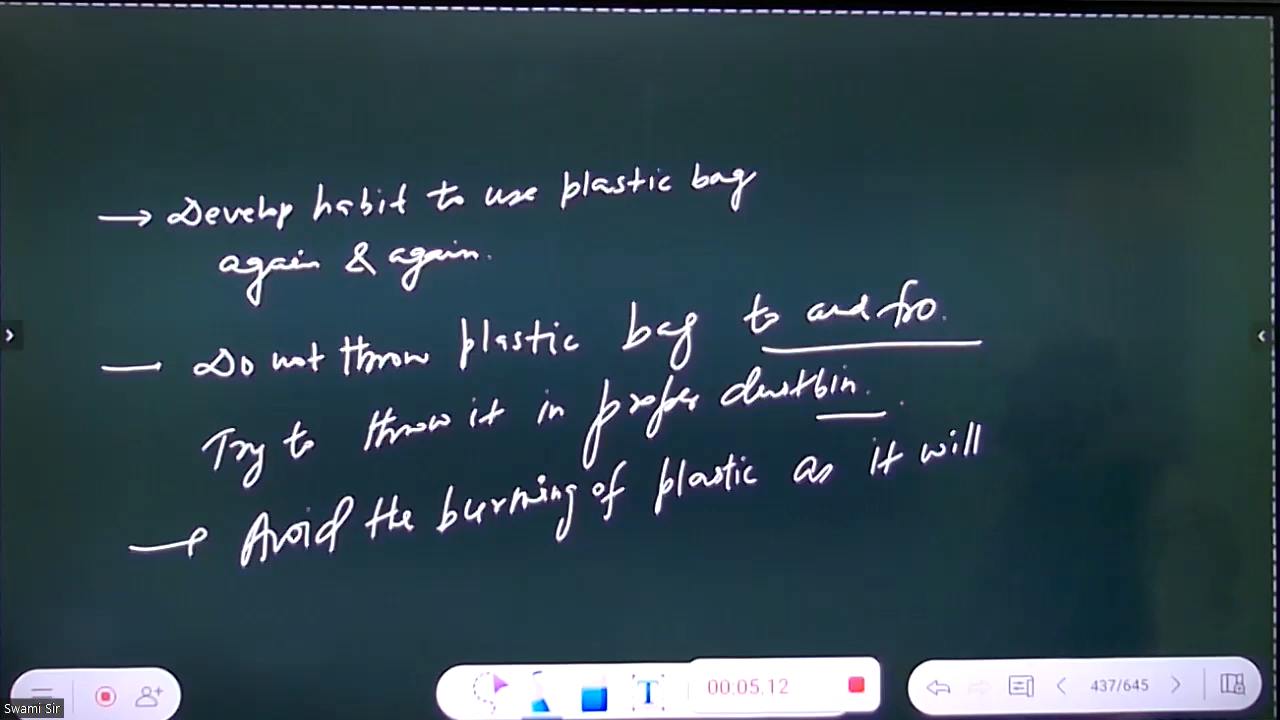 → Develop habit to use plastic bag
again & again.
— Do not throw plastic bag to and fro.
Try to throw it in proper dustbin.
→ Avoid the burning of plastic as it will
T
00:05.12
437/645
Swami Sir